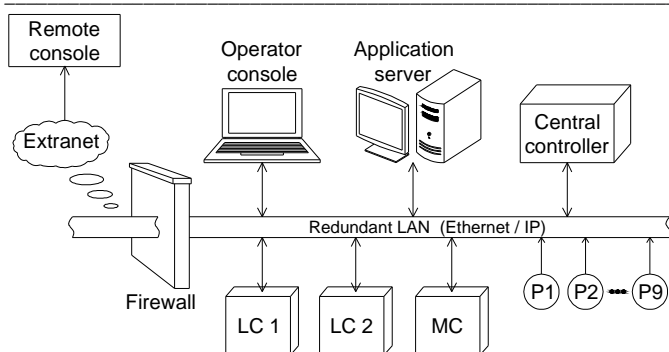 Remote
console
Operator
console
Application
server
Extranet
Central
controller
Redundant LAN (Ethernet / IP)
Firewall
LC 1
LC 2
MC
P1
P2
P9